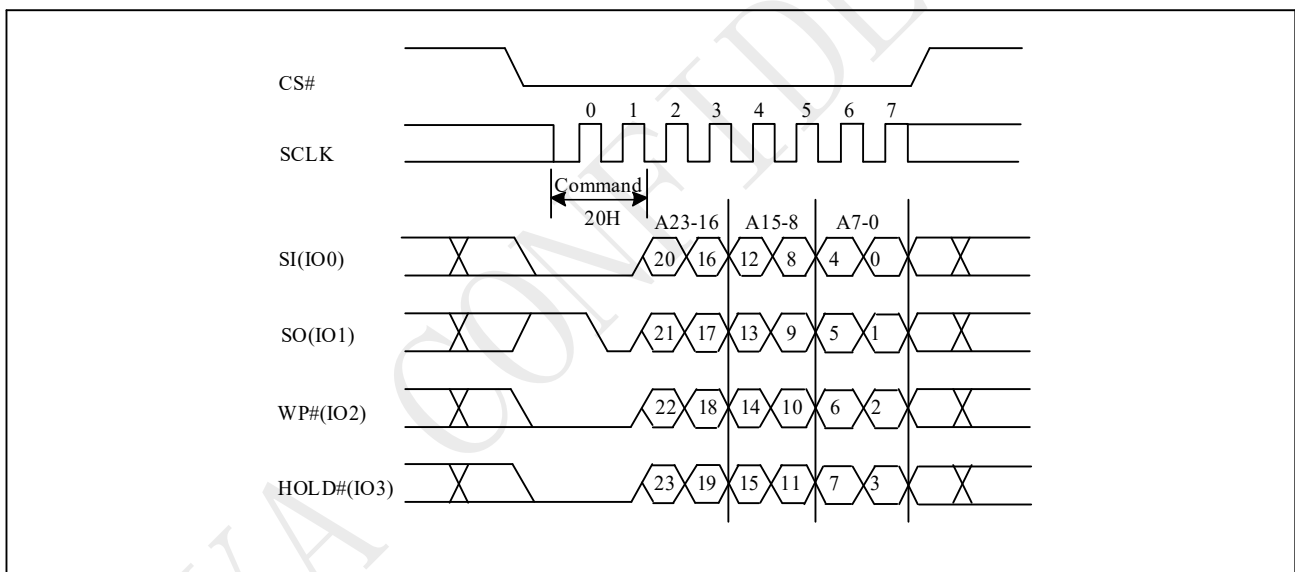 CS#
0 1 2 3 4 5 6 7
SCLK
Command
20H
A23-16 A15-8 A7-0
SI(IO0) 20 16 12 8 4 0
SO(IO1) 21 17 13 9 5 1
WP#(IO2) 22 18 14 10 6 2
HOLD#(IO3) 23 19 15 11 7 3